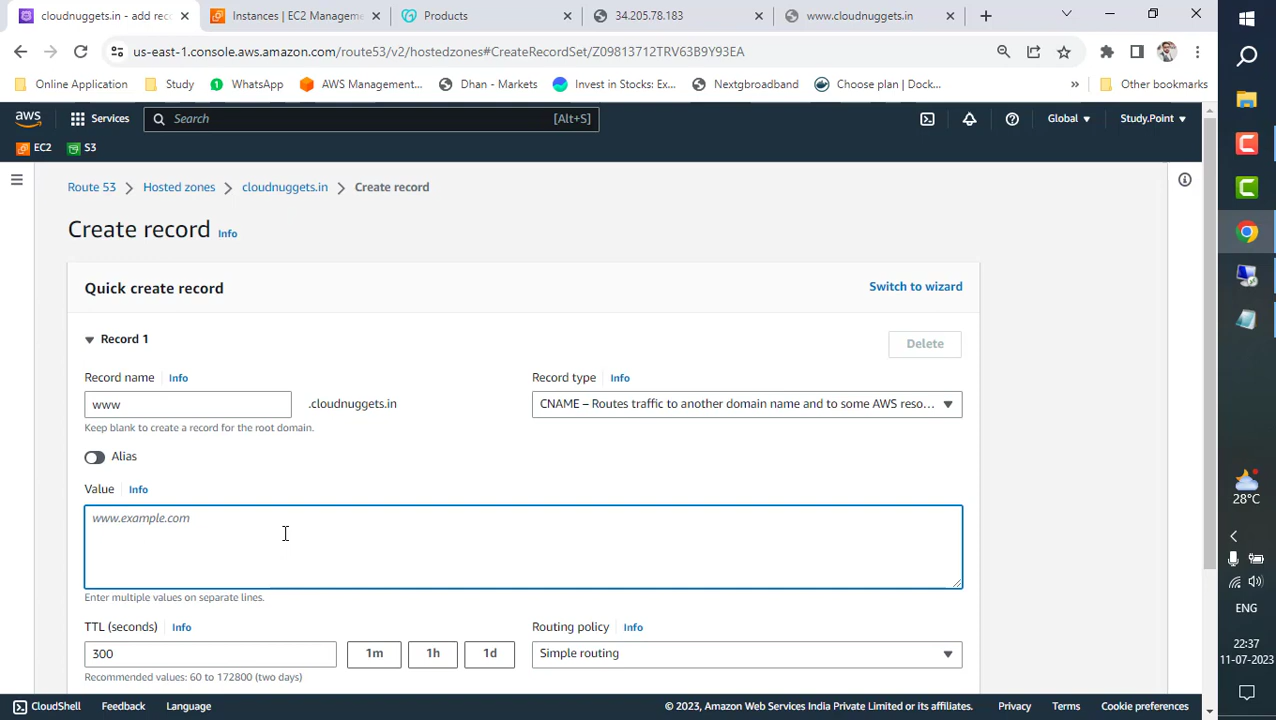 cloudnuggets.in - add reco
Instances | EC2 Managem
Products
34.205.78.183
www.cloudnuggets.in
us-east-1.console.aws.amazon.com/route53/v2/hostedzones#CreateRecordSet/Z09813712TRV63B9Y93EA
Online Application
Study
WhatsApp
AWS Management...
Dhan - Markets
Invest in Stocks: Ex...
Nextgbroadband
Choose plan | Dock...
»
Other bookmarks
aws
Services
Search
[Alt+S]
Global
Study.Point
EC2
S3
Route 53 > Hosted zones > cloudnuggets.in > Create record
Create record Info
Quick create record
Switch to wizard
Record 1
Delete
Record name Info
www
.cloudnuggets.in
Keep blank to create a record for the root domain.
Record type Info
CNAME – Routes traffic to another domain name and to some AWS reso...
Alias
Value Info
www.example.com
Enter multiple values on separate lines.
TTL (seconds) Info
300
1m
1h
1d
Recommended values: 60 to 172800 (two days)
Routing policy Info
Simple routing
CloudShell
Feedback
Language
© 2023, Amazon Web Services India Private Limited or its affiliates.
Privacy
Terms
Cookie preferences
28°C
ENG
22:37
11-07-2023